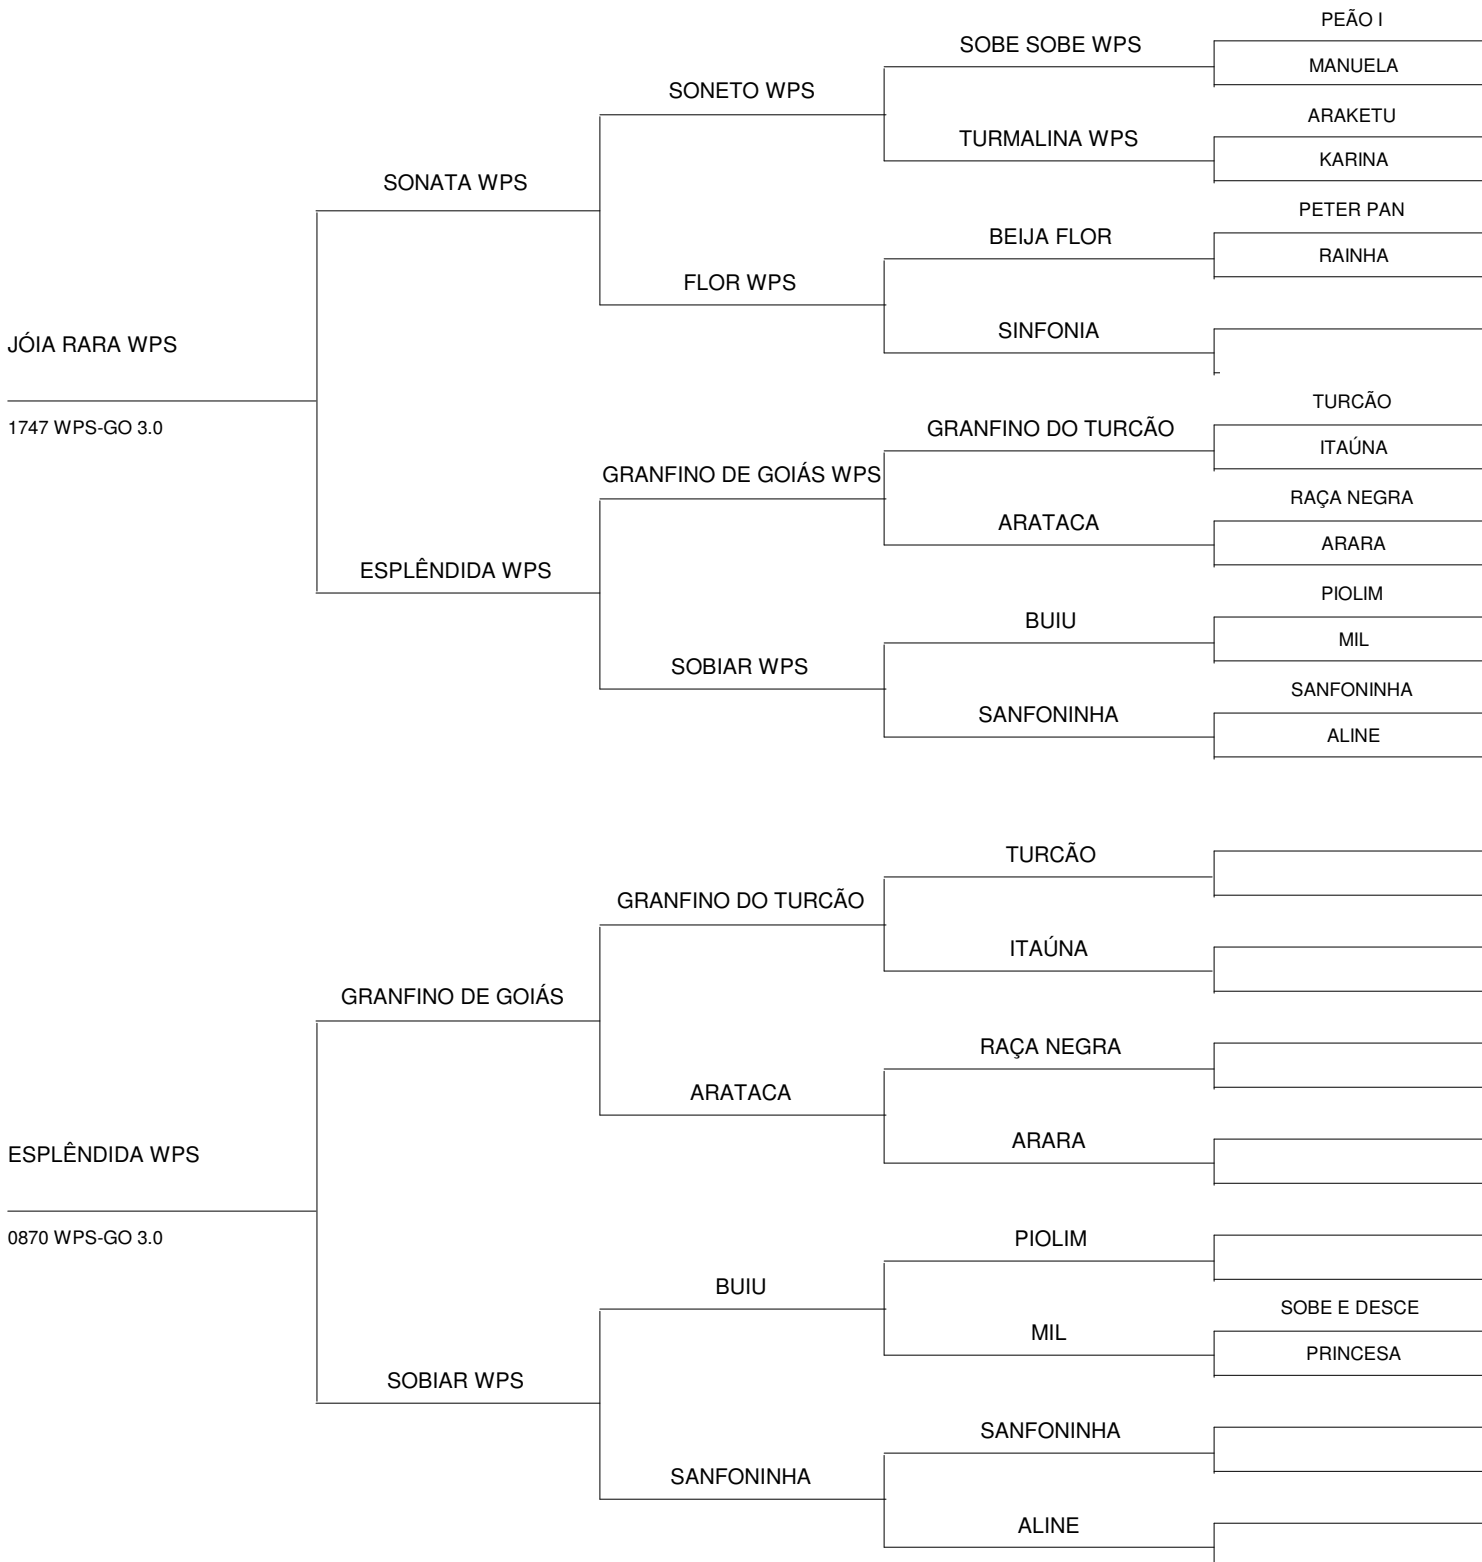 PEÃO I
SOBE SOBE WPS
MANUELA
SONETO WPS
ARAKETU
TURMALINA WPS
KARINA
SONATA WPS
PETER PAN
BEIJA FLOR
RAINHA
FLOR WPS
SINFONIA
JÓIA RARA WPS
TURCÃO
1747 WPS-GO 3.0
GRANFINO DO TURCÃO
ITAÚNA
GRANFINO DE GOIÁS WPS
RAÇA NEGRA
ARATACA
ARARA
ESPLÊNDIDA WPS
PIOLIM
BUIU
MIL
SOBIAR WPS
SANFONINHA
SANFONINHA
ALINE
TURCÃO
GRANFINO DO TURCÃO
ITAÚNA
GRANFINO DE GOIÁS
RAÇA NEGRA
ARATACA
ARARA
ESPLÊNDIDA WPS
0870 WPS-GO 3.0
PIOLIM
BUIU
SOBE E DESCE
MIL
PRINCESA
SOBIAR WPS
SANFONINHA
SANFONINHA
ALINE